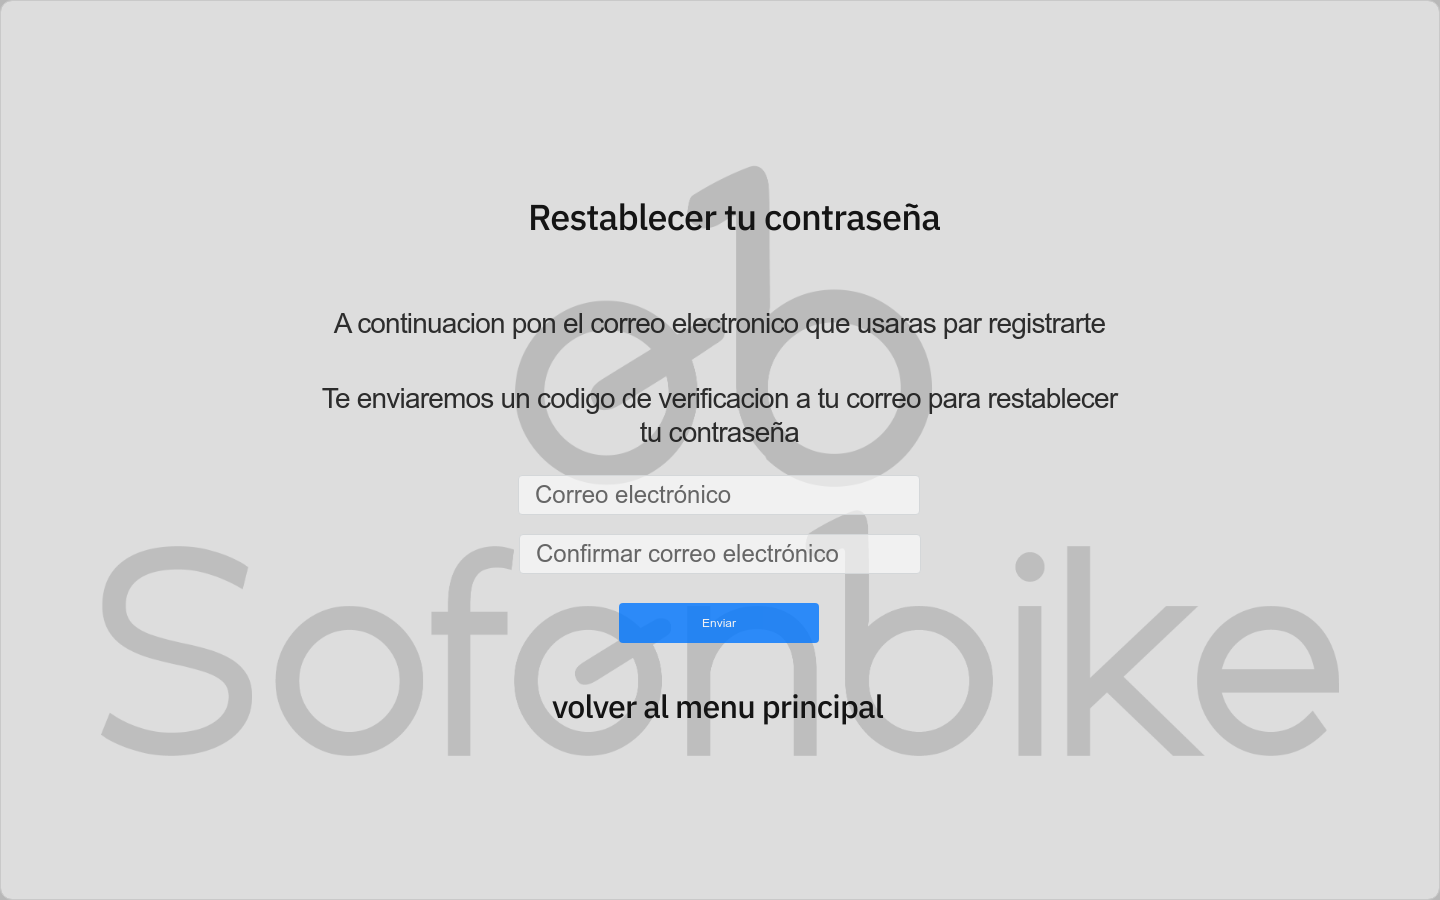 Restablecer tu contraseña
A continuacion pon el correo electronico que usaras par registrarte
Te enviaremos un codigo de verificacion a tu correo para restablecer
tu contraseña
Correo electrónico
Confirmar correo electrónico
Enviar
Sofonbike
volver al menu principal